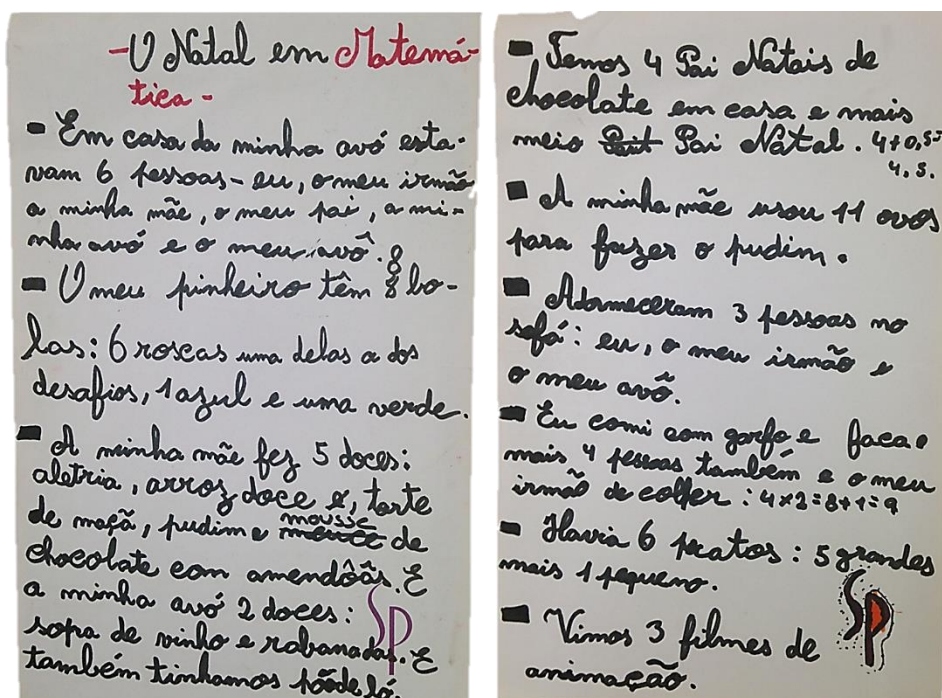 - O Natal em Matemá-
tica -
Em casa da minha avó esta-
vam 6 pessoas - eu, o meu irmão
a minha mãe, o meu pai, a mi-
nha avó e o meu avô.
O meu pinheiro têm 8 bo-
las: 6 roscas uma delas a dos
desafios, 1 azul e uma verde.
A minha mãe fez 5 doces:
aletria, arroz doce e, tarte
de maçã, pudim e mousse de
chocolate com amendôãs. E
a minha avó 2 doces:
sopa de vinho e rabanadas. E
também tinhamos pãode ló.
SP
Temos 4 Pai Natais de
chocolate em casa e mais
meio Pai Natal. 4+0,5=
4,5.
A minha mãe usou 11 ovos
para fazer o pudim.
Adormeceram 3 pessoas no
sofá: eu, o meu irmão e
o meu avô.
Eu comi com garfo e faca e
mais 4 pessoas também e o meu
irmão de colher: 4x2=8+1=9
Havia 6 pratos: 5 grandes
mais 1 pequeno.
Vimos 3 filmes de
animação.
SP